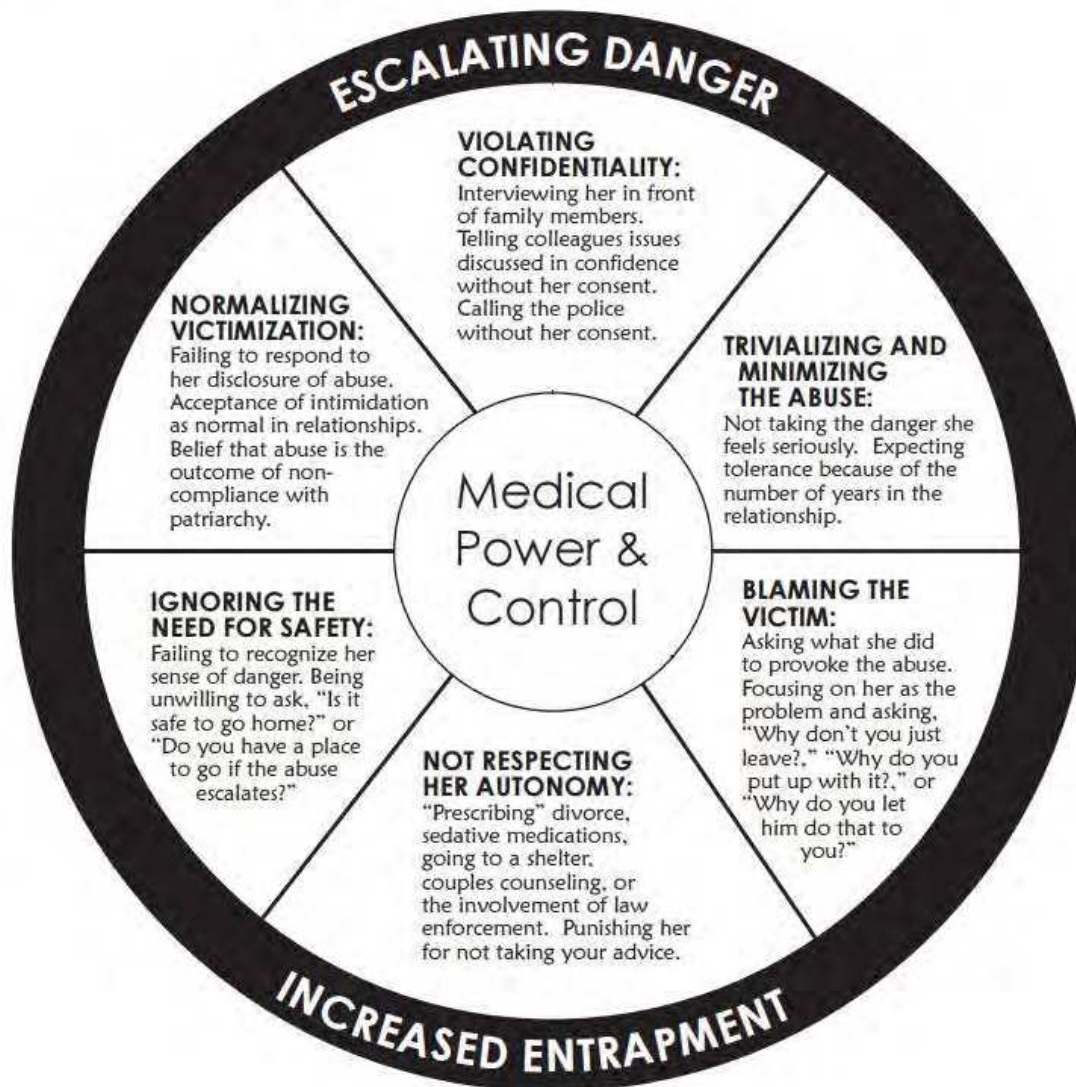 ESCALATING DANGER
VIOLATING
CONFIDENTIALITY:
Interviewing her in front
of family members.
Telling colleagues issues
discussed in confidence
without her consent.
Calling the police
without her consent.
TRIVIALIZING AND
MINIMIZING
THE ABUSE:
Not taking the danger she
feels seriously. Expecting
tolerance because of the
number of years in the
relationship.
BLAMING THE
VICTIM:
Asking what she did
to provoke the abuse.
Focusing on her as the
problem and asking,
“Why don't you just
leave?,” “Why do you
put up with it?,” or
“Why do you let
him do that to
you?”
NOT RESPECTING
HER AUTONOMY:
“Prescribing” divorce,
sedative medications,
going to a shelter,
couples counseling, or
the involvement of law
enforcement. Punishing her
for not taking your advice.
IGNORING THE
NEED FOR SAFETY:
Failing to recognize her
sense of danger. Being
unwilling to ask, “Is it
safe to go home?” or
“Do you have a place
to go if the abuse
escalates?”
NORMALIZING
VICTIMIZATION:
Failing to respond to
her disclosure of abuse.
Acceptance of intimidation
as normal in relationships.
Belief that abuse is the
outcome of non-
compliance with
patriarchy.
Medical
Power &
Control
INCREASED ENTRAPMENT